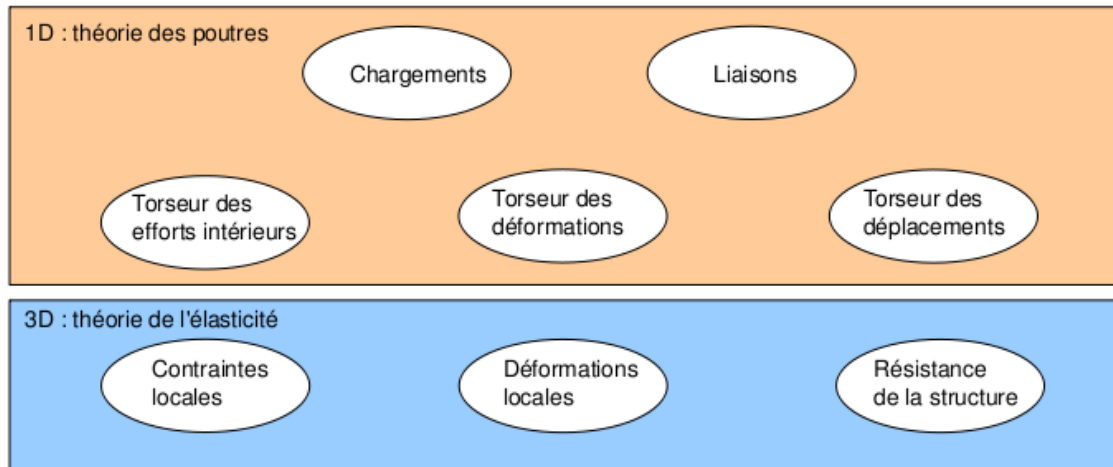 1D : théorie des poutres
Chargements
Liaisons
Torseur des
efforts intérieurs
Torseur des
déformations
Torseur des
déplacements
3D : théorie de l'élasticité
Contraintes
locales
Déformations
locales
Résistance
de la structure